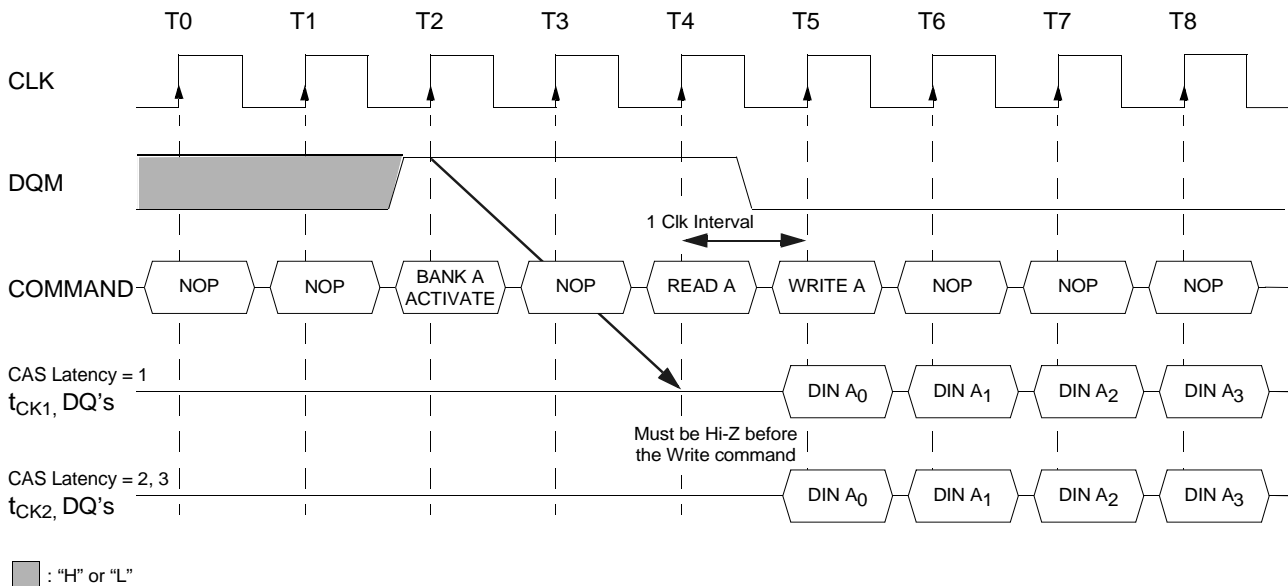 T0 T1 T2 T3 T4 T5 T6 T7 T8
CLK
DQM
1 Clk Interval
COMMAND NOP NOP BANK A ACTIVATE NOP READ A WRITE A NOP NOP NOP
CAS Latency = 1
tCK1, DQ’s DIN A0 DIN A1 DIN A2 DIN A3
Must be Hi-Z before
the Write command
CAS Latency = 2, 3
tCK2, DQ’s DIN A0 DIN A1 DIN A2 DIN A3
: “H” or “L”